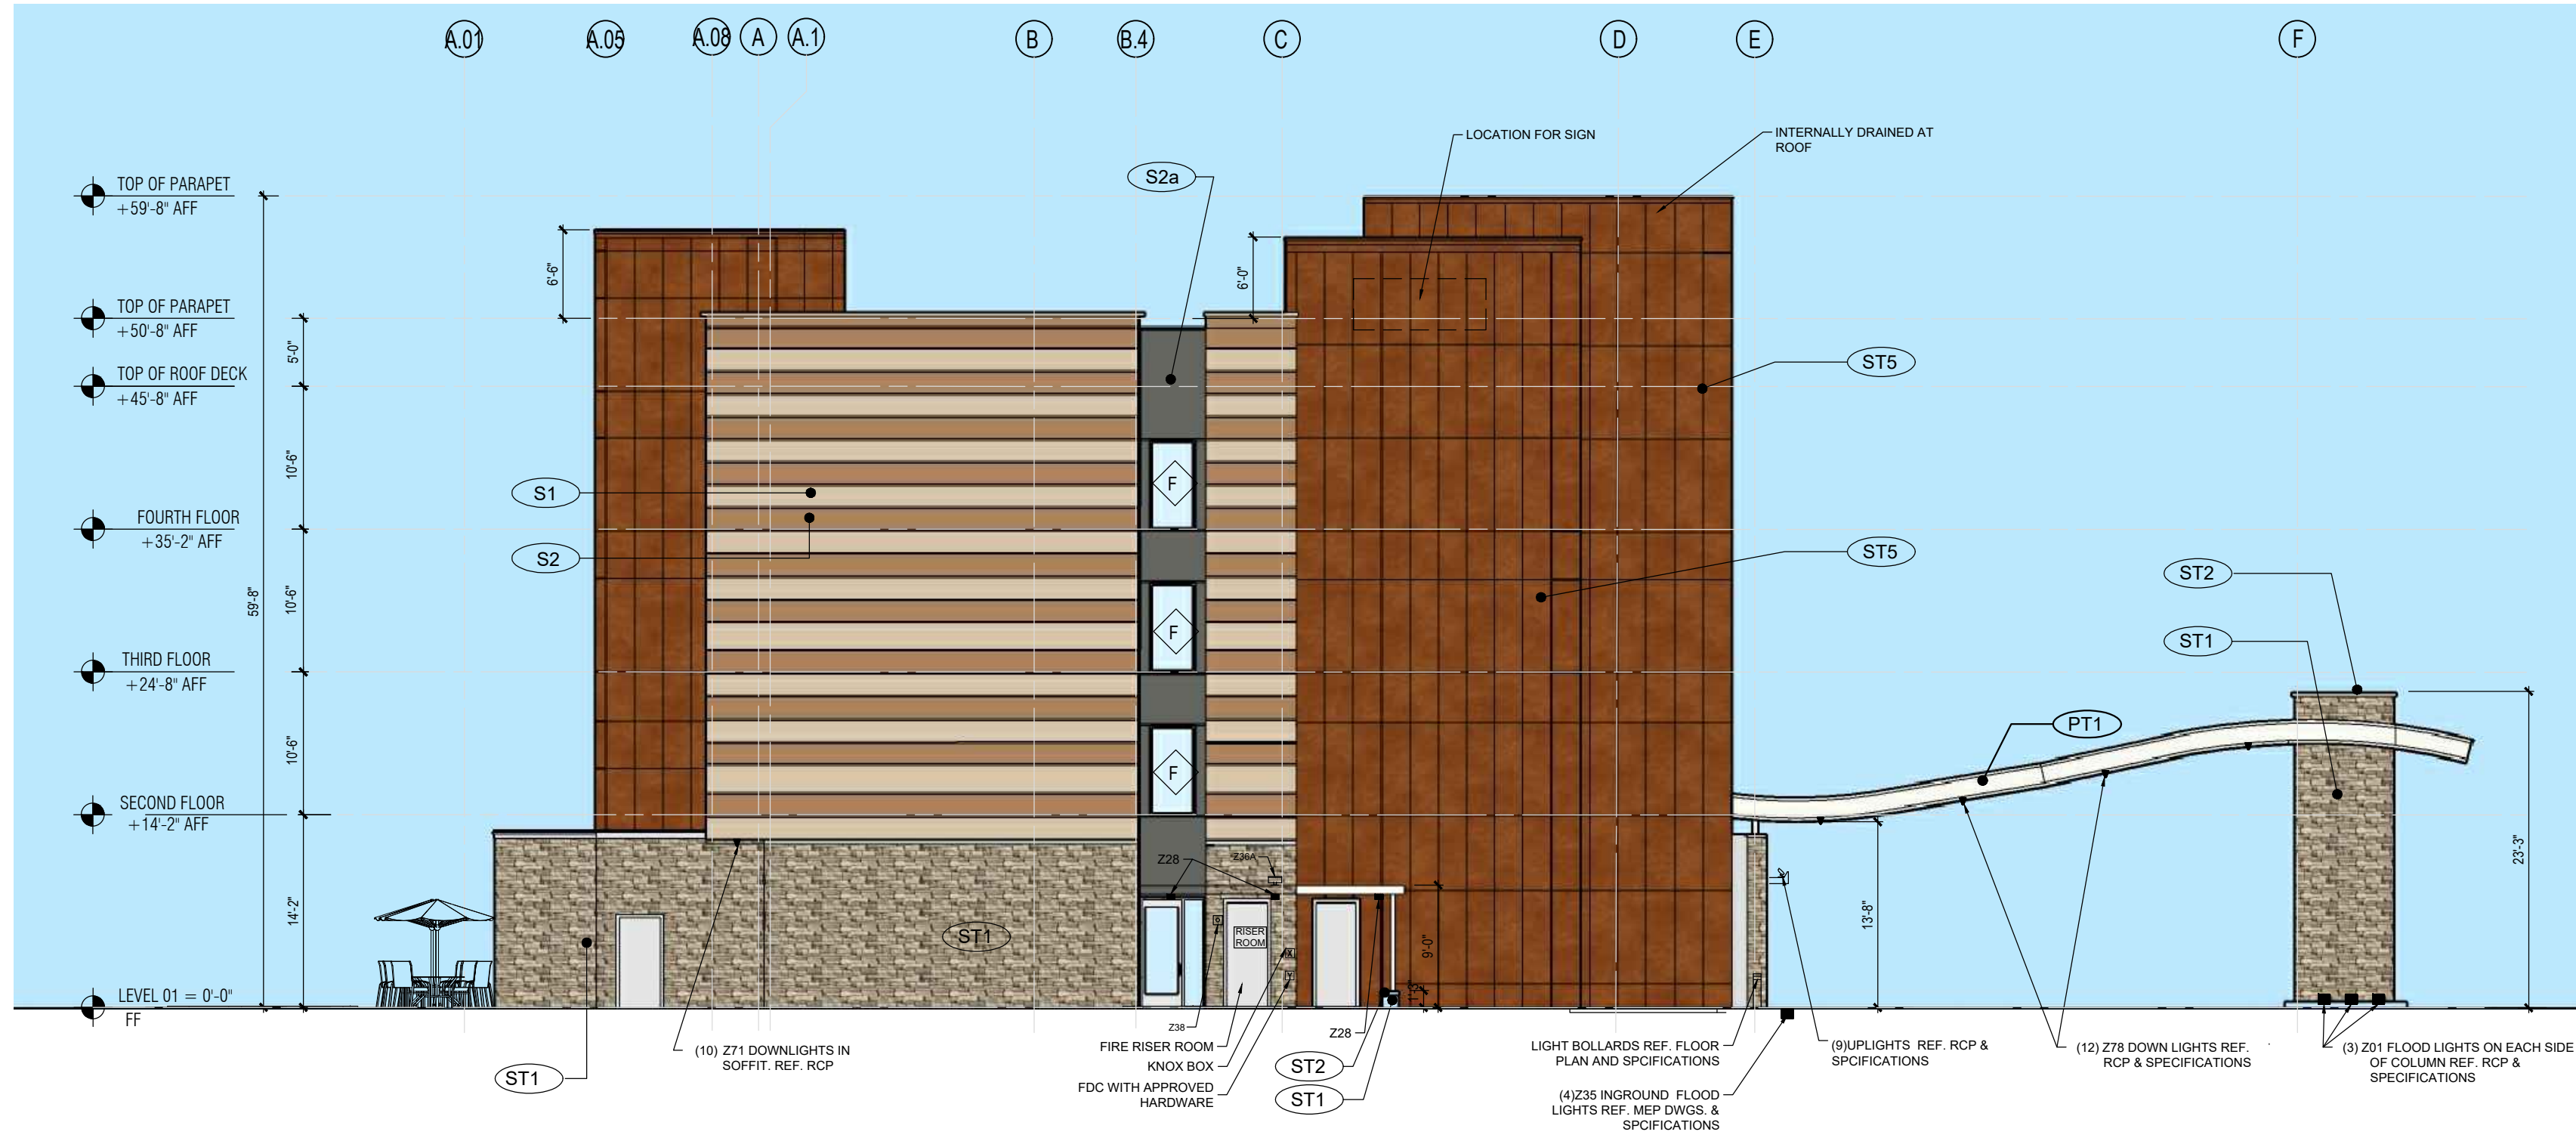 A.01
A.05
A.08
A
A.1
B
B.4
C
D
E
F
LOCATION FOR SIGN
INTERNALLY DRAINED AT
ROOF
S2a
TOP OF PARAPET
+59'-8" AFF
6'-6"
6'-0"
TOP OF PARAPET
+50'-8" AFF
5'-0"
TOP OF ROOF DECK
+45'-8" AFF
ST5
10'-6"
S1
F
FOURTH FLOOR
+35'-2" AFF
S2
ST5
ST2
59'-8"
10'-6"
F
ST1
THIRD FLOOR
+24'-8" AFF
PT1
10'-6"
F
SECOND FLOOR
+14'-2" AFF
23'-3"
Z28
Z36A
14'-2"
13'-8"
ST1
RISER
ROOM
9'-0"
1'-3"
LEVEL 01 = 0'-0"
FF
Z38
Z28
(10) Z71 DOWNLIGHTS IN
SOFFIT. REF. RCP
ST1
FIRE RISER ROOM
KNOX BOX
FDC WITH APPROVED
HARDWARE
ST2
ST1
LIGHT BOLLARDS REF. FLOOR
PLAN AND SPCIFICATIONS
(4)Z35 INGROUND FLOOD
LIGHTS REF. MEP DWGS. &
SPCIFICATIONS
(9)UPLIGHTS REF. RCP &
SPCIFICATIONS
(12) Z78 DOWN LIGHTS REF.
RCP & SPECIFICATIONS
(3) Z01 FLOOD LIGHTS ON EACH SIDE
OF COLUMN REF. RCP &
SPECIFICATIONS